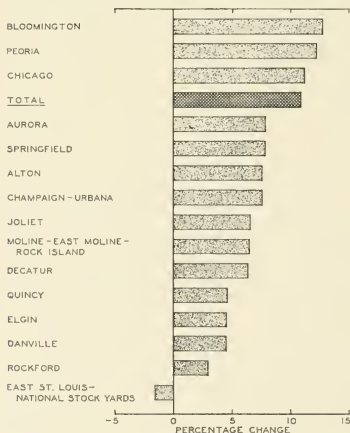 BLOOMINGTON
PEORIA
CHICAGO
TOTAL
AURORA
SPRINGFIELD
ALTON
CHAMPAIGN-URBANA
JOLIET
MOLINE-EAST MOLINE-
ROCK ISLAND
DECATUR
QUINCY
ELGIN
DANVILLE
ROCKFORD
EAST ST. LOUIS-
NATIONAL STOCK YARDS
-5 0 5 10 15
PERCENTAGE CHANGE